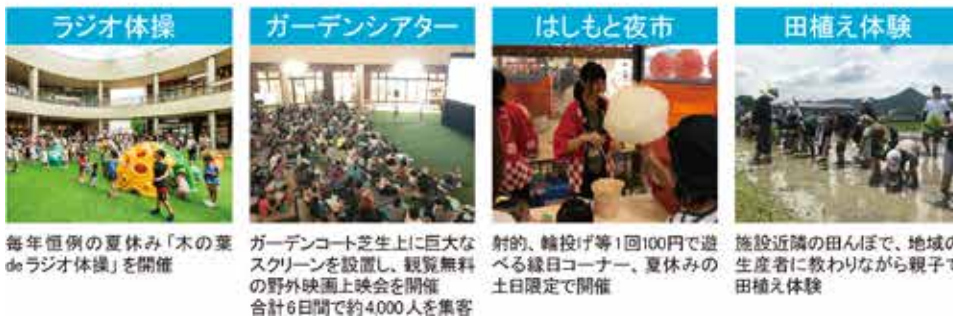 ラジオ体操
毎年恒例の夏休み「木の葉
deラジオ体操」を開催
ガーデンシアター
ガーデンコート芝生上に巨大な
スクリーンを設置し、観覧無料
の野外映画上映会を開催
合計6日間で約4,000人を集客
はしもと夜市
射的、輪投げ等1回100円で遊
べる縁日コーナー、夏休みの
土日限定で開催
田植え体験
施設近隣の田んぼで、地域の
生産者に教わりながら親子で
田植え体験